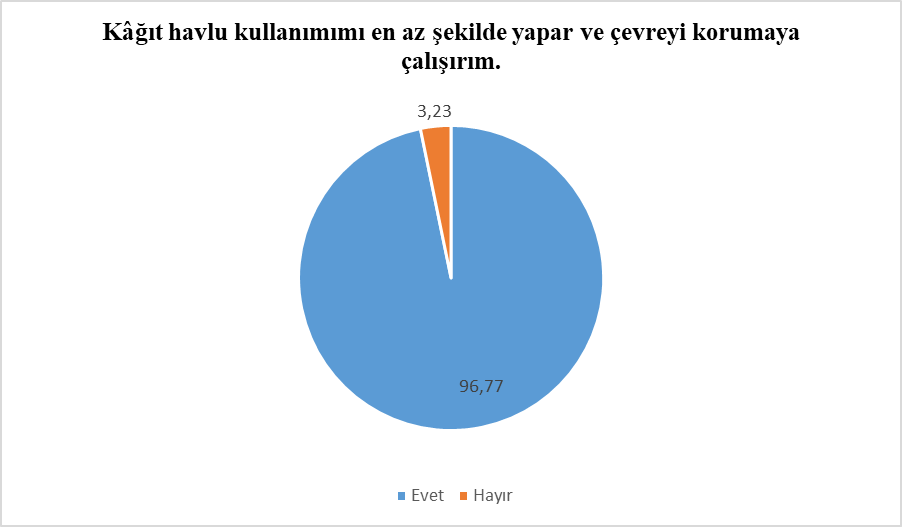 Kâğıt havlu kullanımımı en az şekilde yapar ve çevreyi korumaya
çalışırım.
3,23
96,77
Evet Hayır